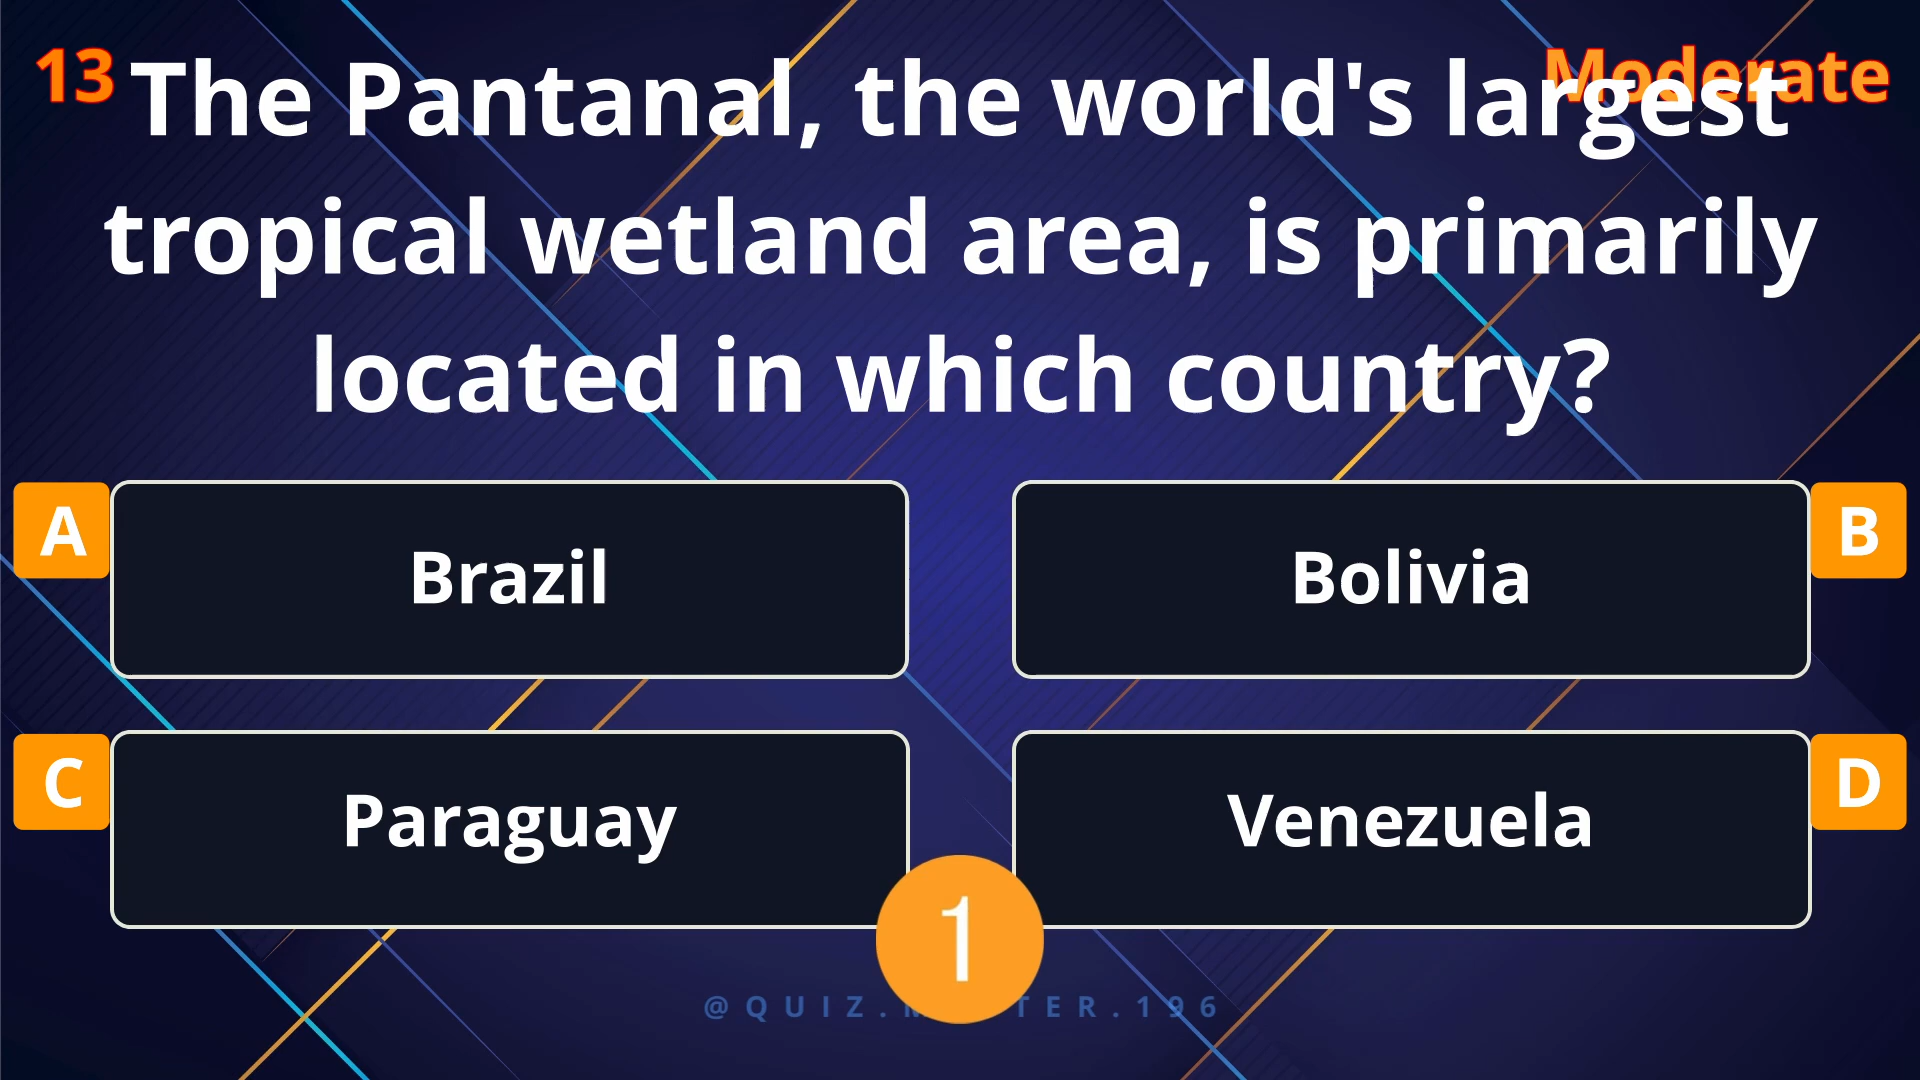 13
Moderate
The Pantanal, the world's largest
tropical wetland area, is primarily
located in which country?
A
Brazil
B
Bolivia
C
Paraguay
D
Venezuela
1